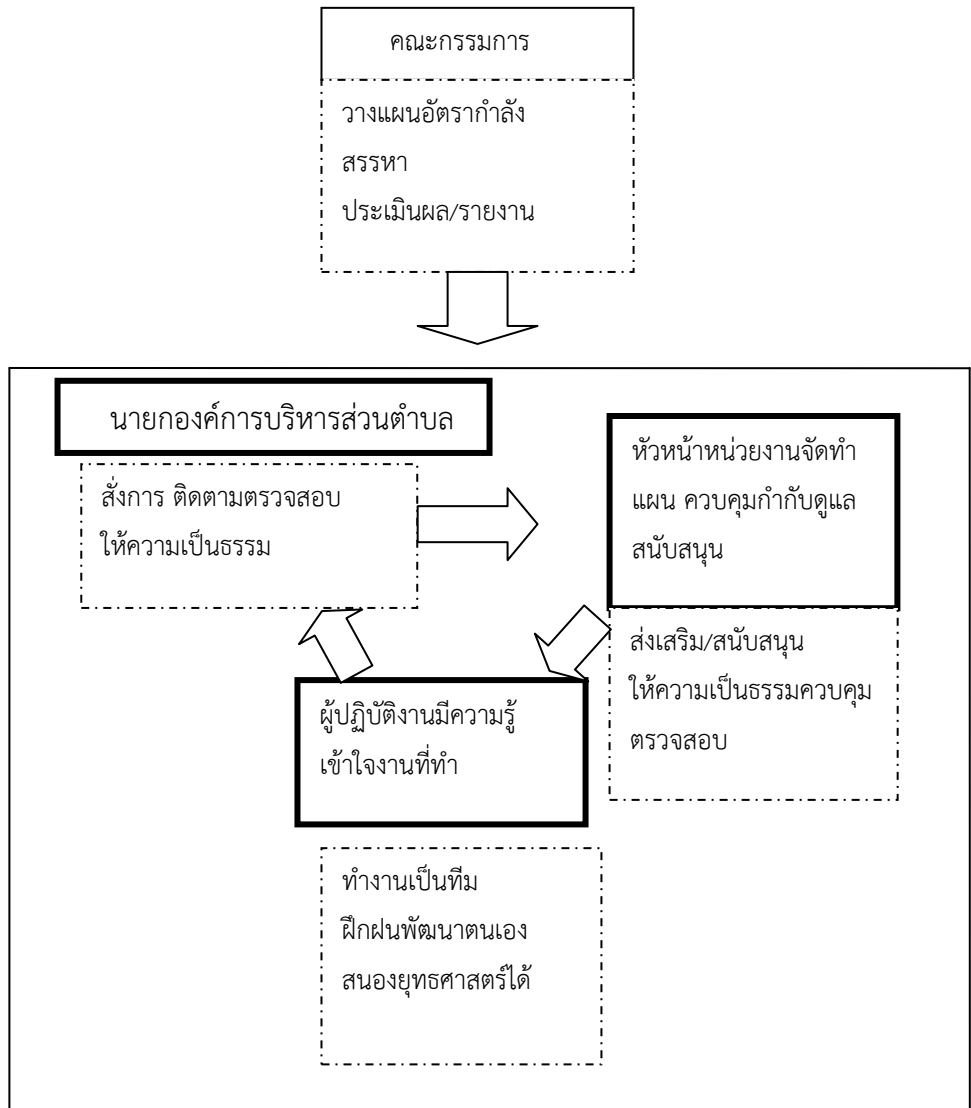 คณะกรรมการ
วางแผนอัตรากำลัง
สรรหา
ประเมินผล/รายงาน
นายกองค์การบริหารส่วนตำบล
สั่งการ ติดตามตรวจสอบ
ให้ความเป็นธรรม
หัวหน้าหน่วยงานจัดทำ
แผน ควบคุมกำกับดูแล
สนับสนุน
ส่งเสริม/สนับสนุน
ให้ความเป็นธรรมควบคุม
ตรวจสอบ
ผู้ปฏิบัติงานมีความรู้
เข้าใจงานที่ทำ
ทำงานเป็นทีม
ฝึกฝนพัฒนาตนเอง
สนองยุทธศาสตร์ได้